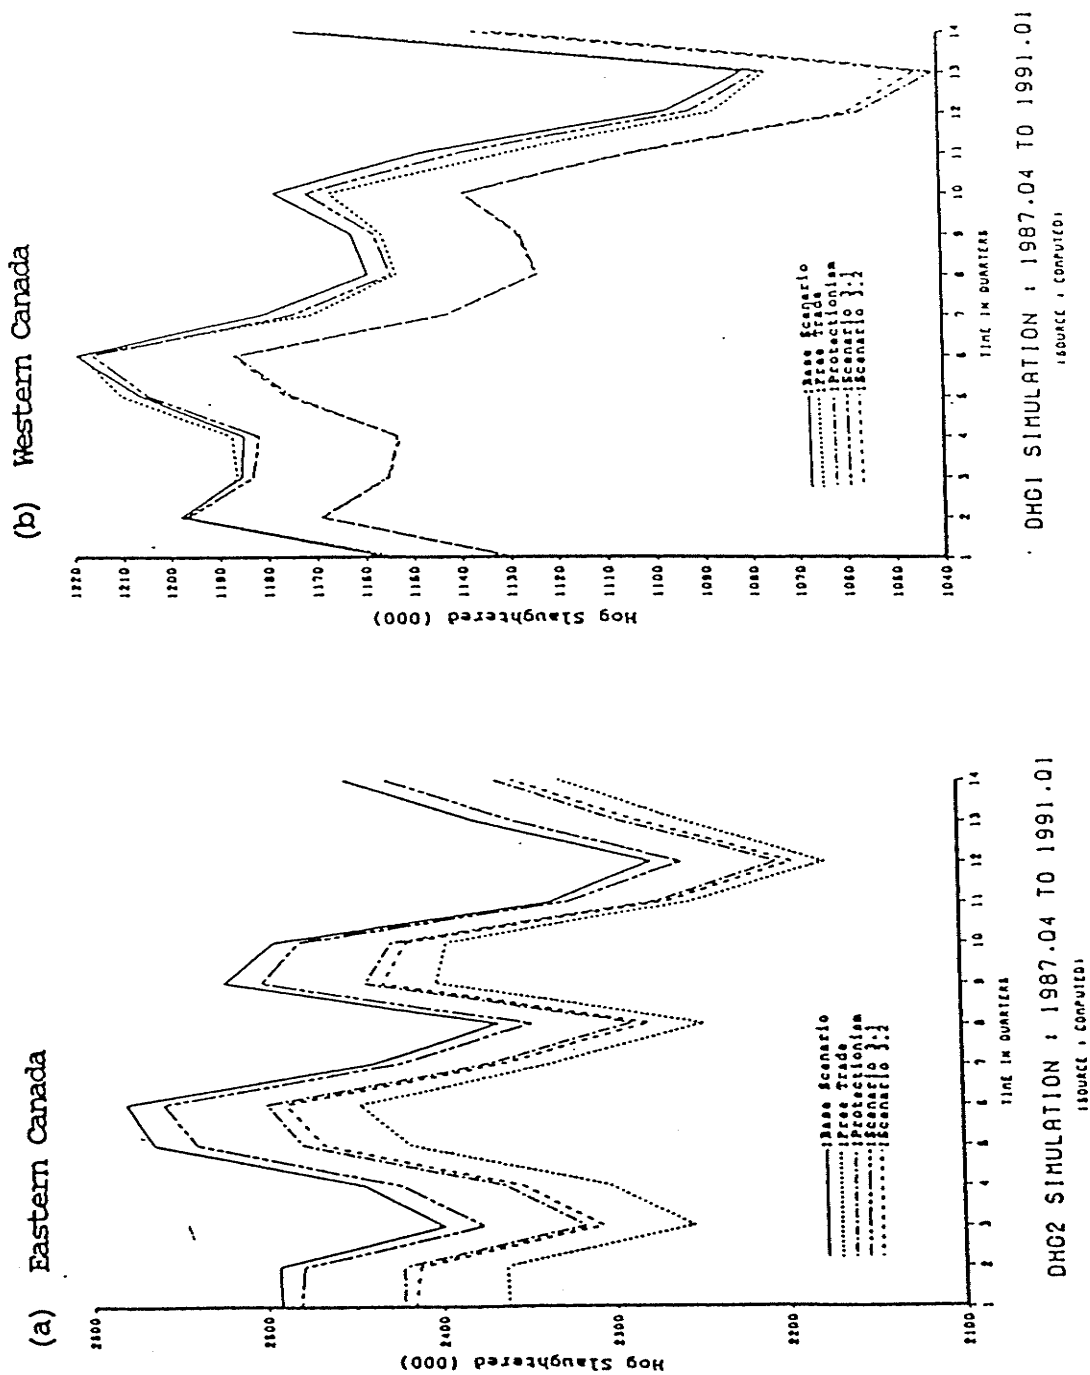 (a) Eastern Canada
Hog Slaughtered (000)
2600
2500
2400
2300
2200
2100
1 2 3 4 5 6 7 8 9 10 11 12 13 14
TIME IN QUARTERS
:Base Scenario
:Free Trade
:Protectionism
:Scenario 3.1
:Scenario 3.2
DHG2 SIMULATION : 1987.04 TO 1991.01
(SOURCE : COMPUTED)
(b) Western Canada
Hog Slaughtered (000)
1220
1210
1200
1190
1180
1170
1160
1150
1140
1130
1120
1110
1100
1090
1080
1070
1060
1050
1040
1 2 3 4 5 6 7 8 9 10 11 12 13 14
TIME IN QUARTERS
:Base Scenario
:Free Trade
:Protectionism
:Scenario 3.1
:Scenario 3.2
DHG1 SIMULATION : 1987.04 TO 1991.01
(SOURCE : COMPUTED)